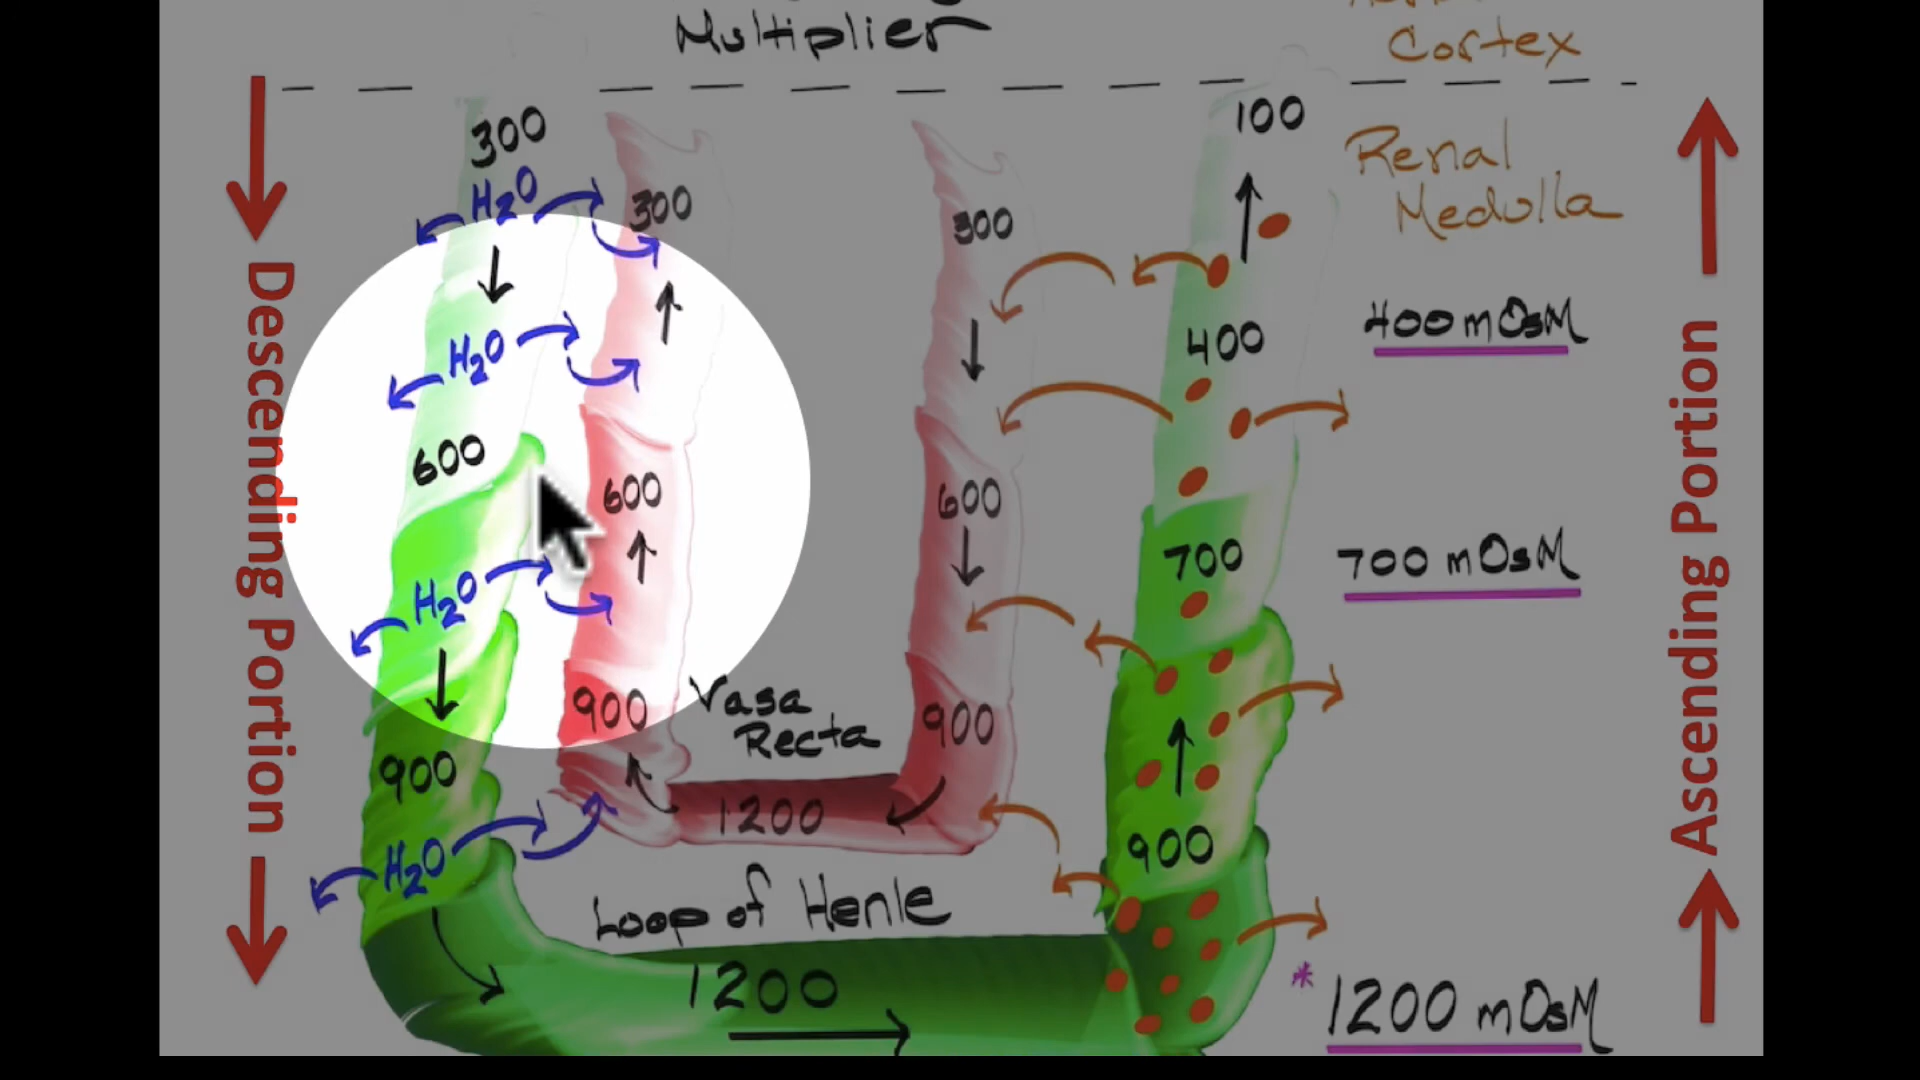 Multiplier
Cortex
300
H₂O
300
300
100
Renal
Medulla
H₂O
400
400 mOsM
600
600
600
700
700 mOsM
H₂O
900
Vasa
Recta
900
900
H₂O
1200
900
Loop of Henle
1200
* 1200 mOsM
Descending Portion
Ascending Portion